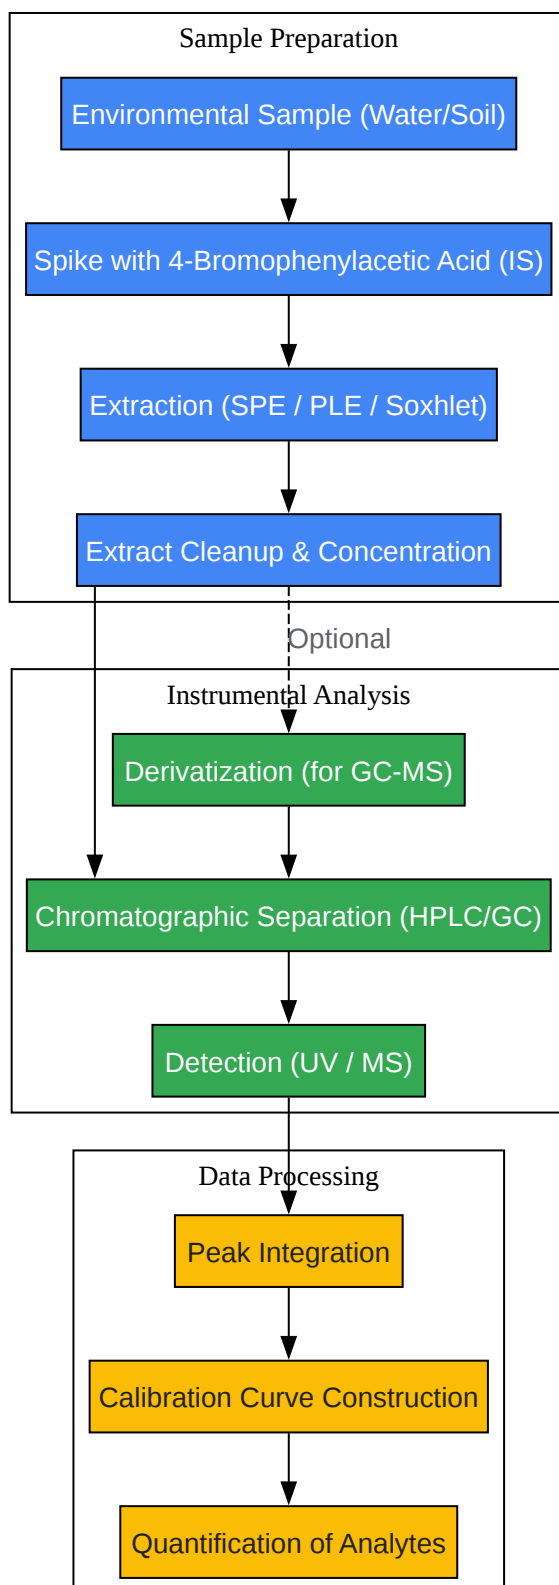 Sample Preparation
Environmental Sample (Water/Soil)
Spike with 4-Bromophenylacetic Acid (IS)
Extraction (SPE / PLE / Soxhlet)
Extract Cleanup & Concentration
Optional
Instrumental Analysis
Derivatization (for GC-MS)
Chromatographic Separation (HPLC/GC)
Detection (UV / MS)
Data Processing
Peak Integration
Calibration Curve Construction
Quantification of Analytes